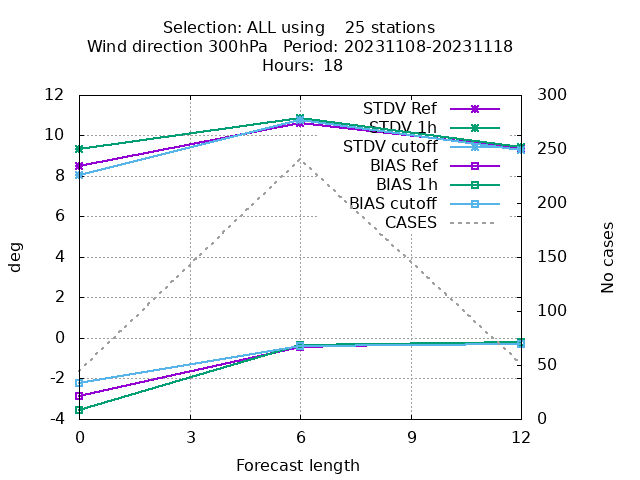 Selection: ALL using    25 stations
Wind direction 300hPa   Period: 20231108-20231118
Hours: 18
12
10
8
6
4
2
0
-2
-4
deg
300
250
200
150
100
50
0
No cases
STDV Ref
STDV 1h
STDV cutoff
BIAS Ref
BIAS 1h
BIAS cutoff
CASES
0 3 6 9 12
Forecast length